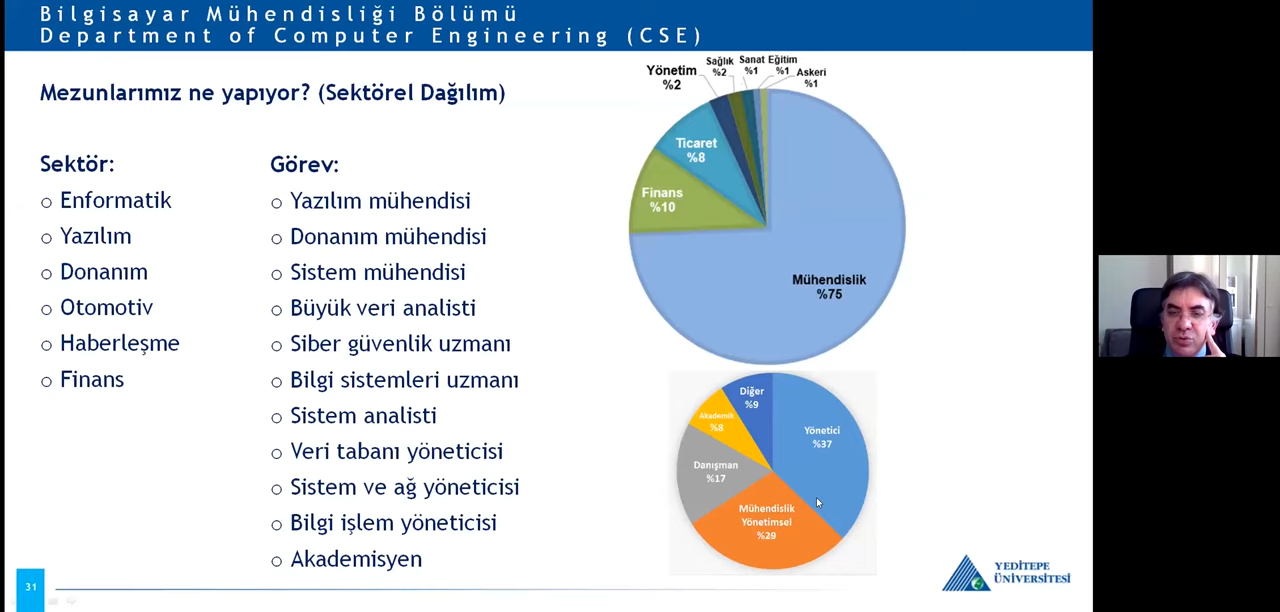 Bilgisayar Mühendisliği Bölümü
Department of Computer Engineering (CSE)
Mezunlarımız ne yapıyor? (Sektörel Dağılım)
Sektör:
Enformatik
Yazılım
Donanım
Otomotiv
Haberleşme
Finans
Görev:
Yazılım mühendisi
Donanım mühendisi
Sistem mühendisi
Büyük veri analisti
Siber güvenlik uzmanı
Bilgi sistemleri uzmanı
Sistem analisti
Veri tabanı yöneticisi
Sistem ve ağ yöneticisi
Bilgi işlem yöneticisi
Akademisyen
Yönetim
%2
Sağlık
%2
Sanat
%1
Eğitim
%1
Askeri
%1
Ticaret
%8
Finans
%10
Mühendislik
%75
Diğer
%9
Akademik
%8
Yönetici
%37
Danışman
%17
Mühendislik
Yönetimsel
%29
31
YEDİTEPE
ÜNİVERSİTESİ